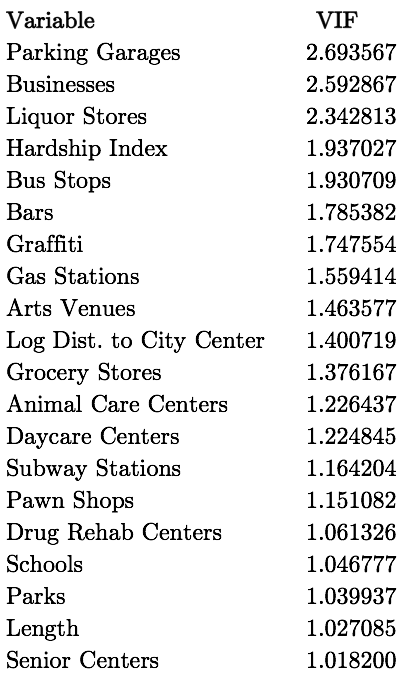 Variable VIF
Parking Garages 2.693567
Businesses 2.592867
Liquor Stores 2.342813
Hardship Index 1.937027
Bus Stops 1.930709
Bars 1.785382
Graffiti 1.747554
Gas Stations 1.559414
Arts Venues 1.463577
Log Dist. to City Center 1.400719
Grocery Stores 1.376167
Animal Care Centers 1.226437
Daycare Centers 1.224845
Subway Stations 1.164204
Pawn Shops 1.151082
Drug Rehab Centers 1.061326
Schools 1.046777
Parks 1.039937
Length 1.027085
Senior Centers 1.018200